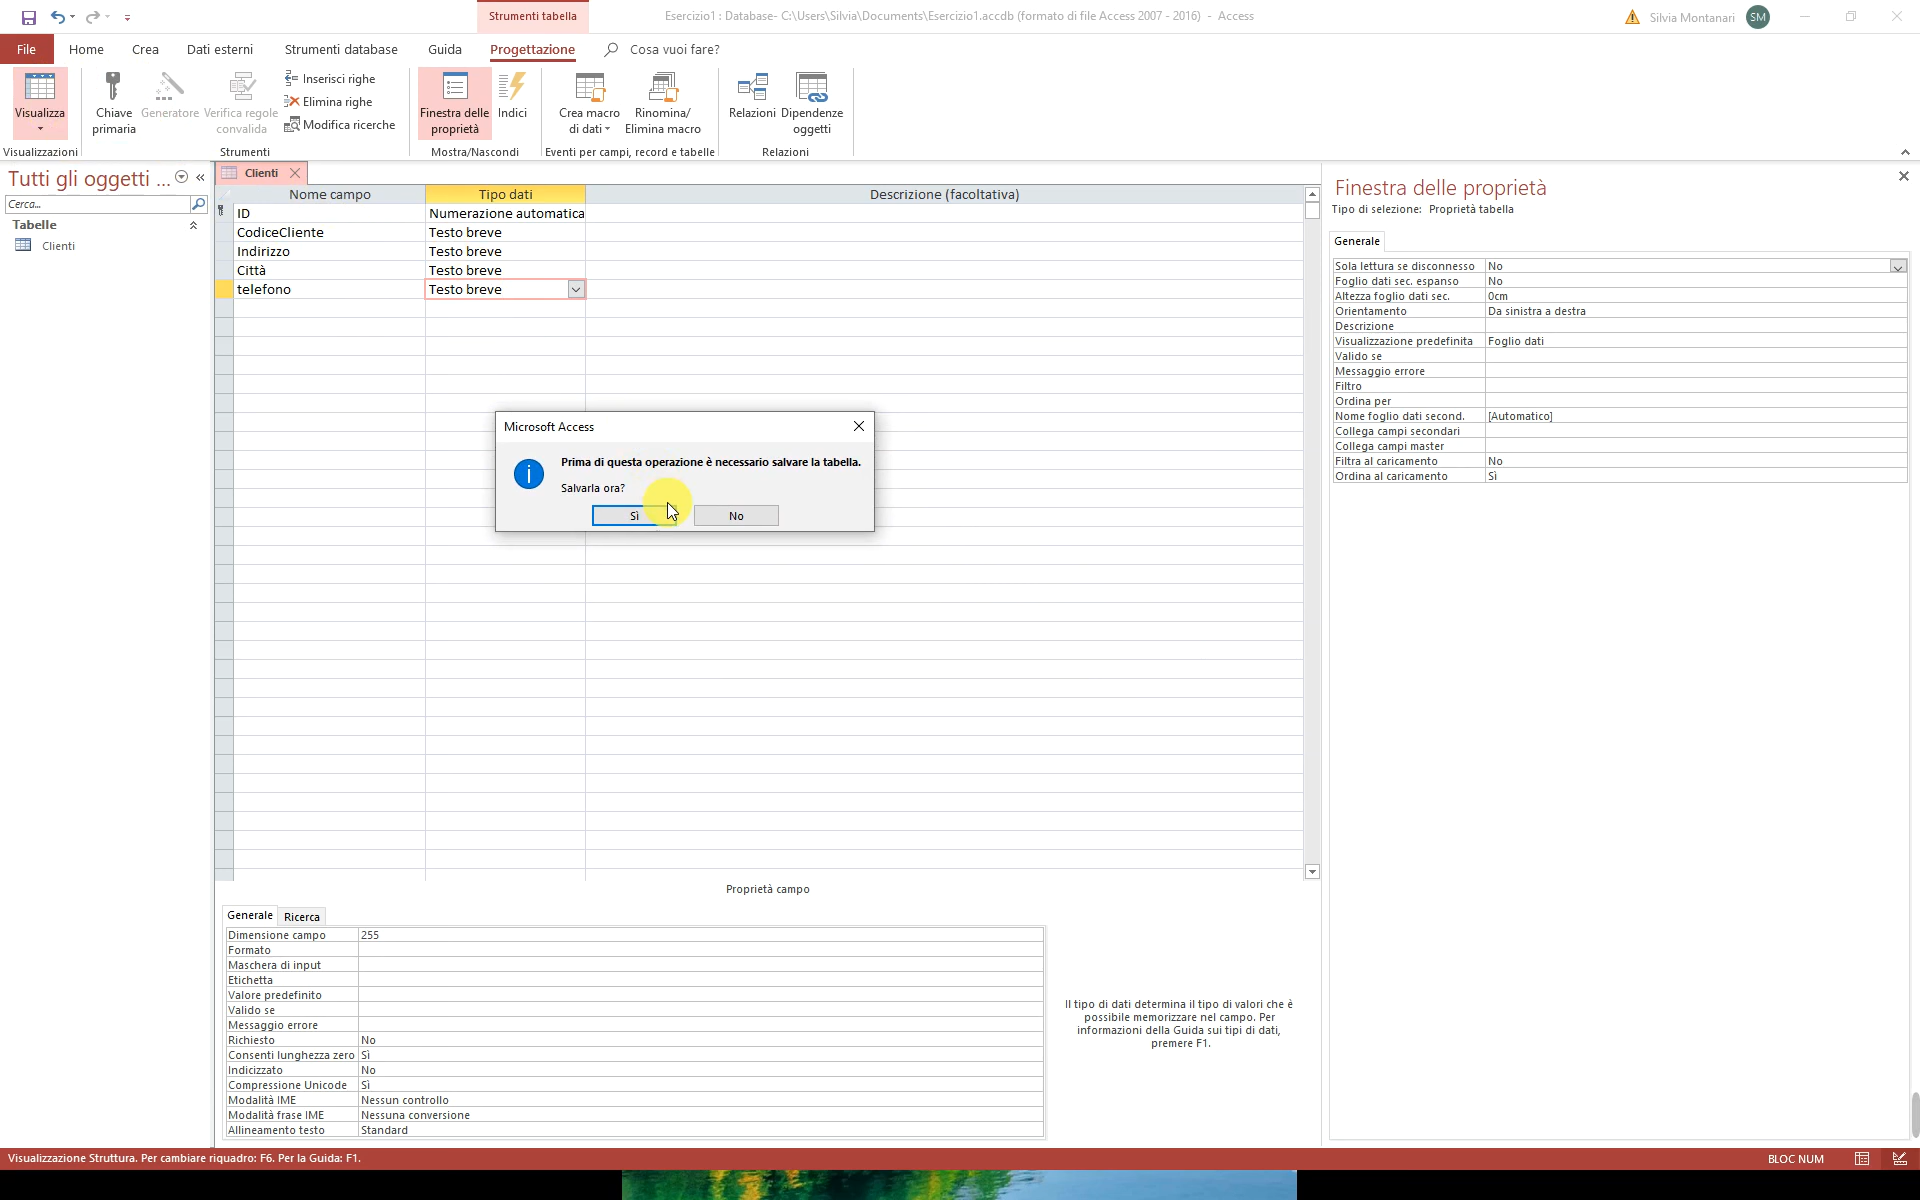 Strumenti tabella
Esercizio1 : Database- C:\Users\Silvia\Documents\Esercizio1.accdb (formato di file Access 2007 - 2016) - Access
Silvia Montanari
SM
File Home Crea Dati esterni Strumenti database Guida Progettazione Cosa vuoi fare?
Visualizza
Chiave primaria
Generatore
Verifica regole convalida
Inserisci righe
Elimina righe
Modifica ricerche
Finestra delle proprietà
Indici
Crea macro di dati
Rinomina/ Elimina macro
Relazioni
Dipendenze oggetti
Visualizzazioni
Strumenti
Mostra/Nascondi
Eventi per campi, record e tabelle
Relazioni
Tutti gli oggetti ...
Cerca...
Tabelle
Clienti
Clienti
Nome campo Tipo dati Descrizione (facoltativa)
ID Numerazione automatica
CodiceCliente Testo breve
Indirizzo Testo breve
Città Testo breve
telefono Testo breve
Microsoft Access
Prima di questa operazione è necessario salvare la tabella.
Salvarla ora?
Sì No
Proprietà campo
Generale Ricerca
Dimensione campo 255
Formato
Maschera di input
Etichetta
Valore predefinito
Valido se
Messaggio errore
Richiesto No
Consenti lunghezza zero Sì
Indicizzato No
Compressione Unicode Sì
Modalità IME Nessun controllo
Modalità frase IME Nessuna conversione
Allineamento testo Standard
Il tipo di dati determina il tipo di valori che è
possibile memorizzare nel campo. Per
informazioni della Guida sui tipi di dati,
premere F1.
Finestra delle proprietà
Tipo di selezione: Proprietà tabella
Generale
Sola lettura se disconnesso No
Foglio dati sec. espanso No
Altezza foglio dati sec. 0cm
Orientamento Da sinistra a destra
Descrizione
Visualizzazione predefinita Foglio dati
Valido se
Messaggio errore
Filtro
Ordina per
Nome foglio dati second. [Automatico]
Collega campi secondari
Collega campi master
Filtra al caricamento No
Ordina al caricamento Sì
Visualizzazione Struttura. Per cambiare riquadro: F6. Per la Guida: F1.
BLOC NUM